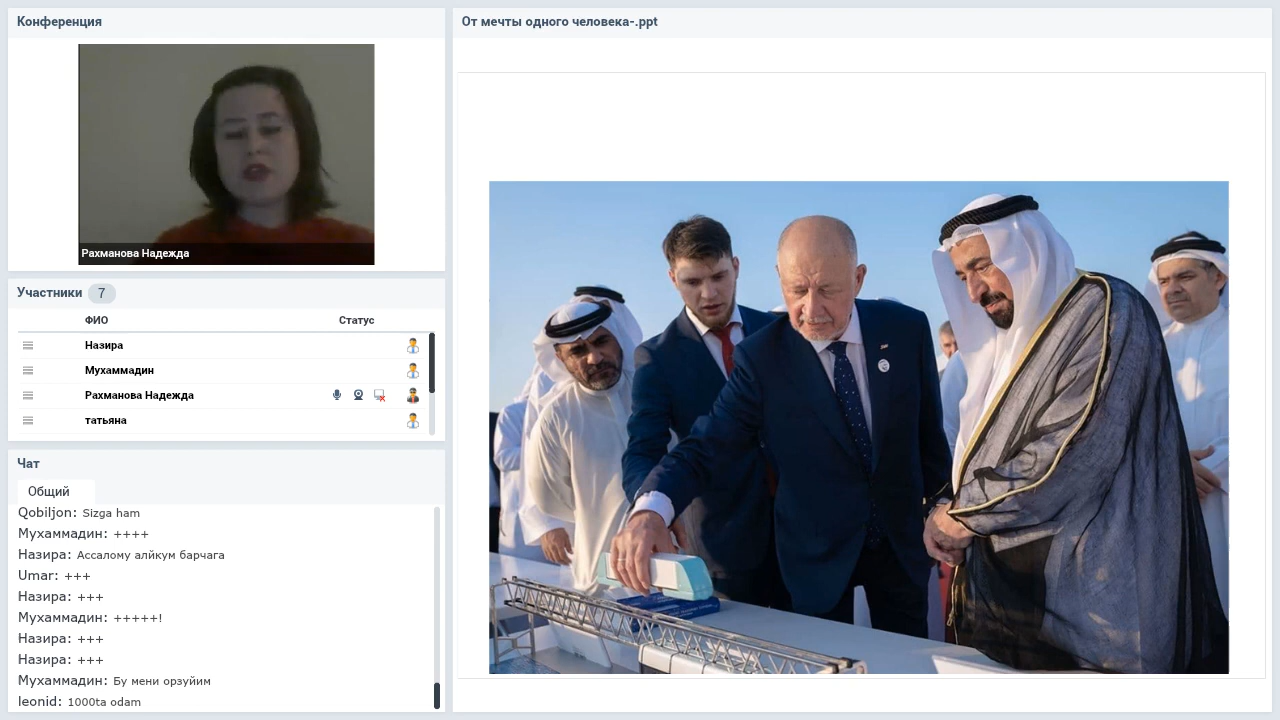 Конференция
Рахманова Надежда
Участники 7
ФИО Статус
Назира
Мухаммадин
Рахманова Надежда
татьяна
Чат
Общий
Qobiljon: Sizga ham
Мухаммадин: ++++
Назира: Ассалому алйкум барчага
Umar: +++
Назира: +++
Мухаммадин: +++++!
Назира: +++
Назира: +++
Мухаммадин: Бу мени орзуйим
leonid: 1000ta odam
От мечты одного человека-.ppt